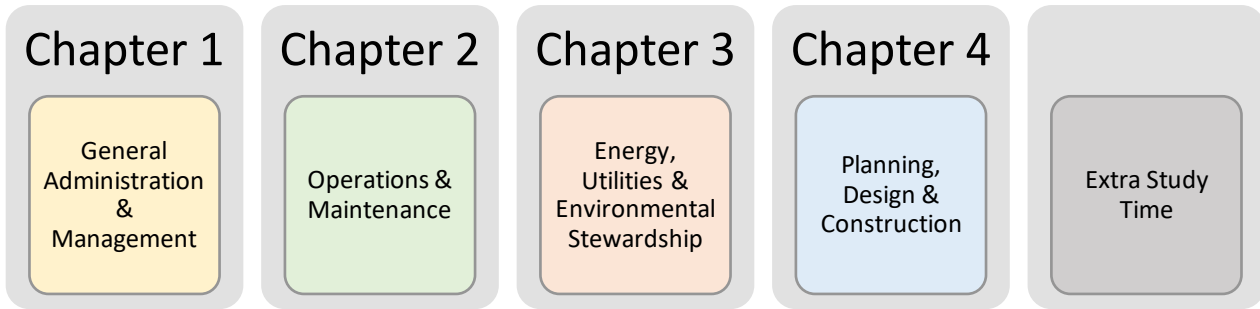 Chapter 1
General
Administration
&
Management
Chapter 2
Operations &
Maintenance
Chapter 3
Energy,
Utilities &
Environmental
Stewardship
Chapter 4
Planning,
Design &
Construction
Extra Study
Time